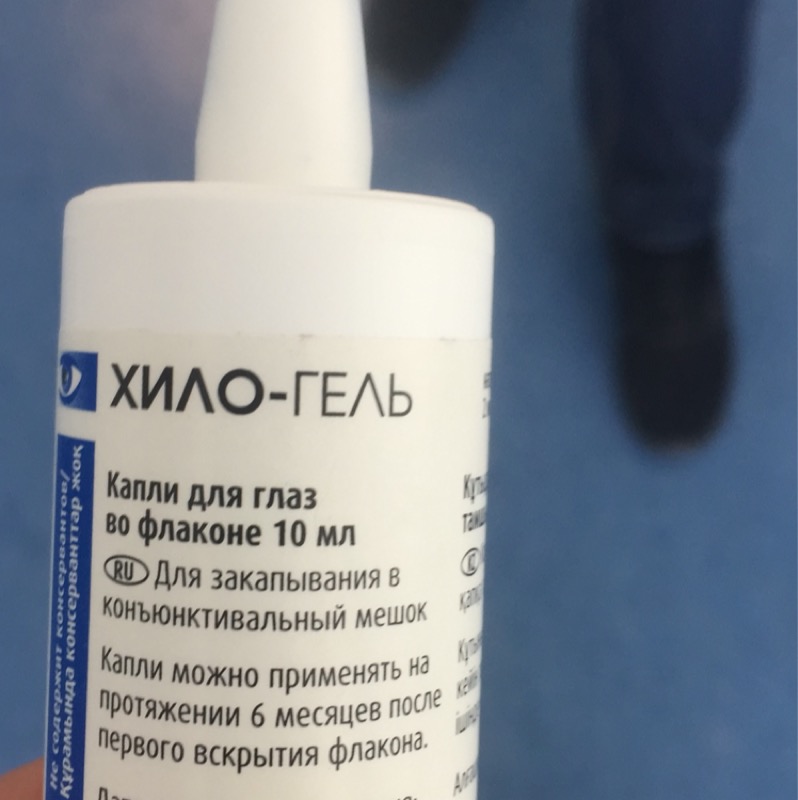 ХИЛО-ГЕЛЬ
Капли для глаз
во флаконе 10 мл
RU Для закапывания в
конъюнктивальный мешок
Капли можно применять на
протяжении 6 месяцев после
первого вскрытия флакона.
не содержит консервантов/
Құрамында консерванттар жоқ